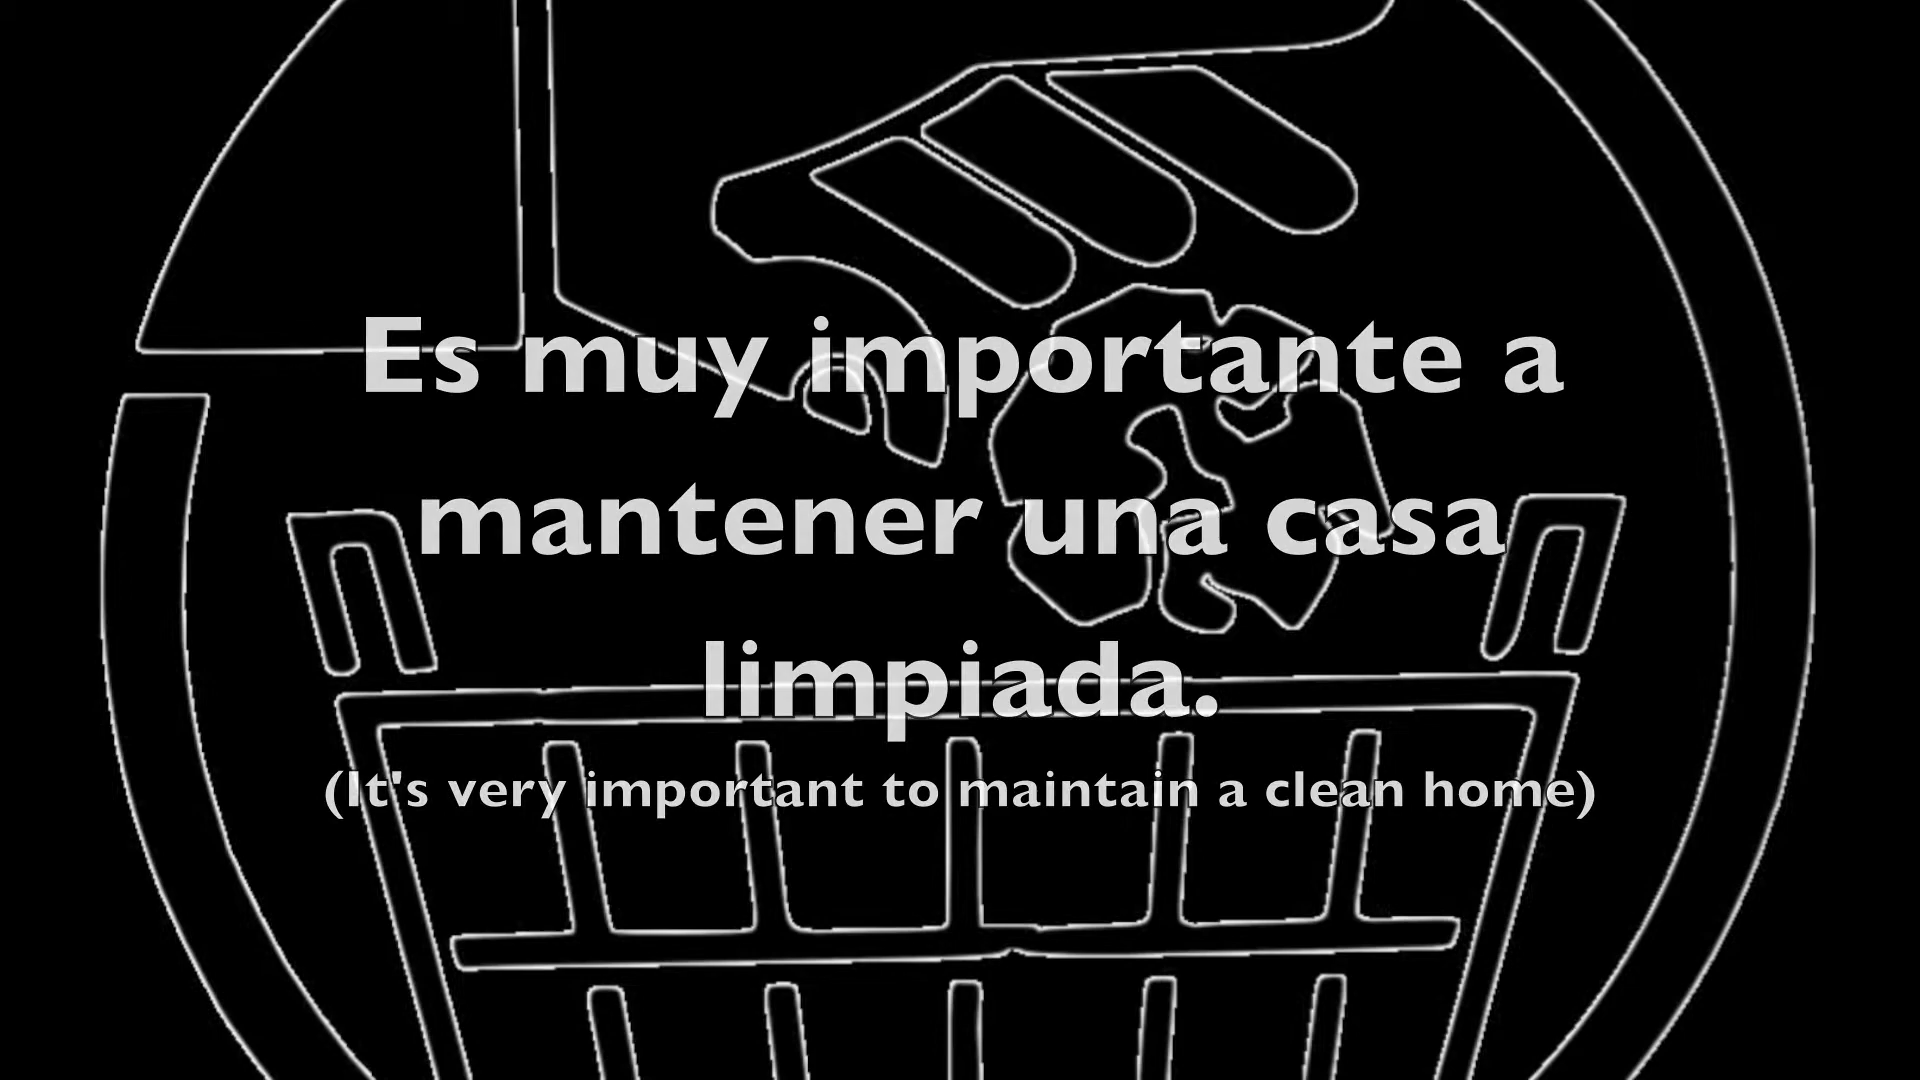 Es muy importante a
mantener una casa
limpiada.
(It's very important to maintain a clean home)